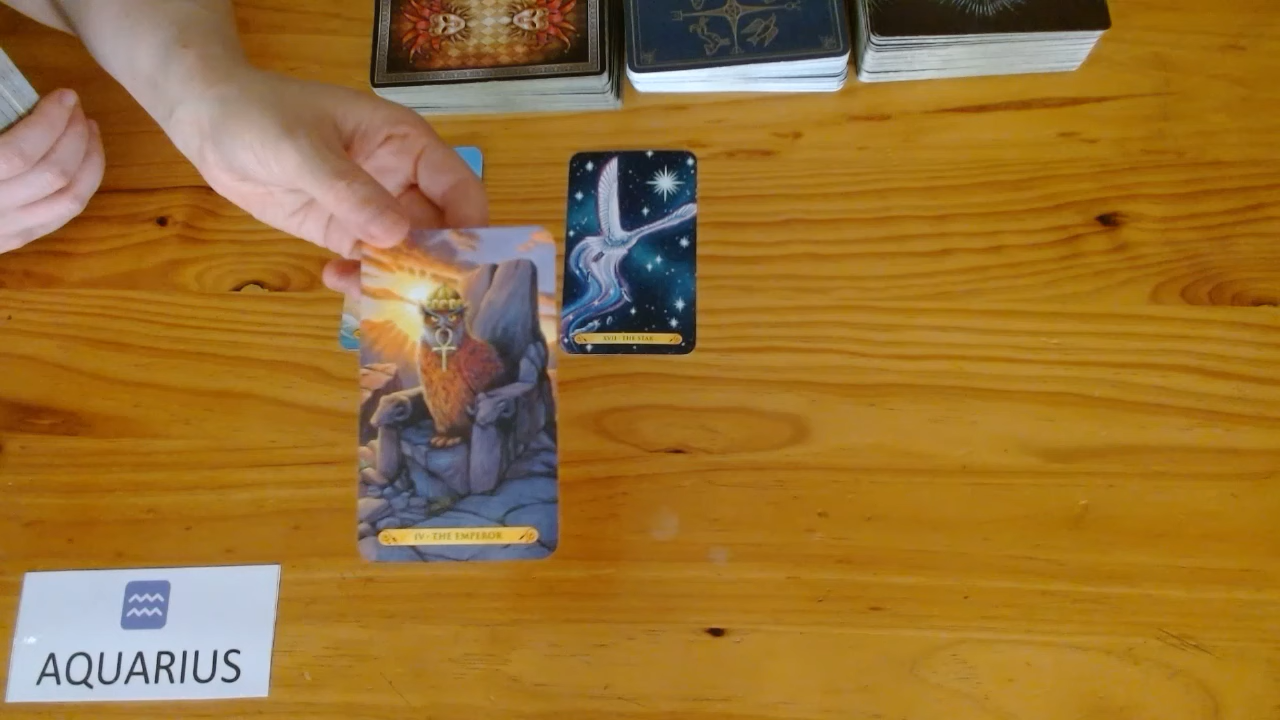 XVII · THE STAR
IV · THE EMPEROR
AQUARIUS